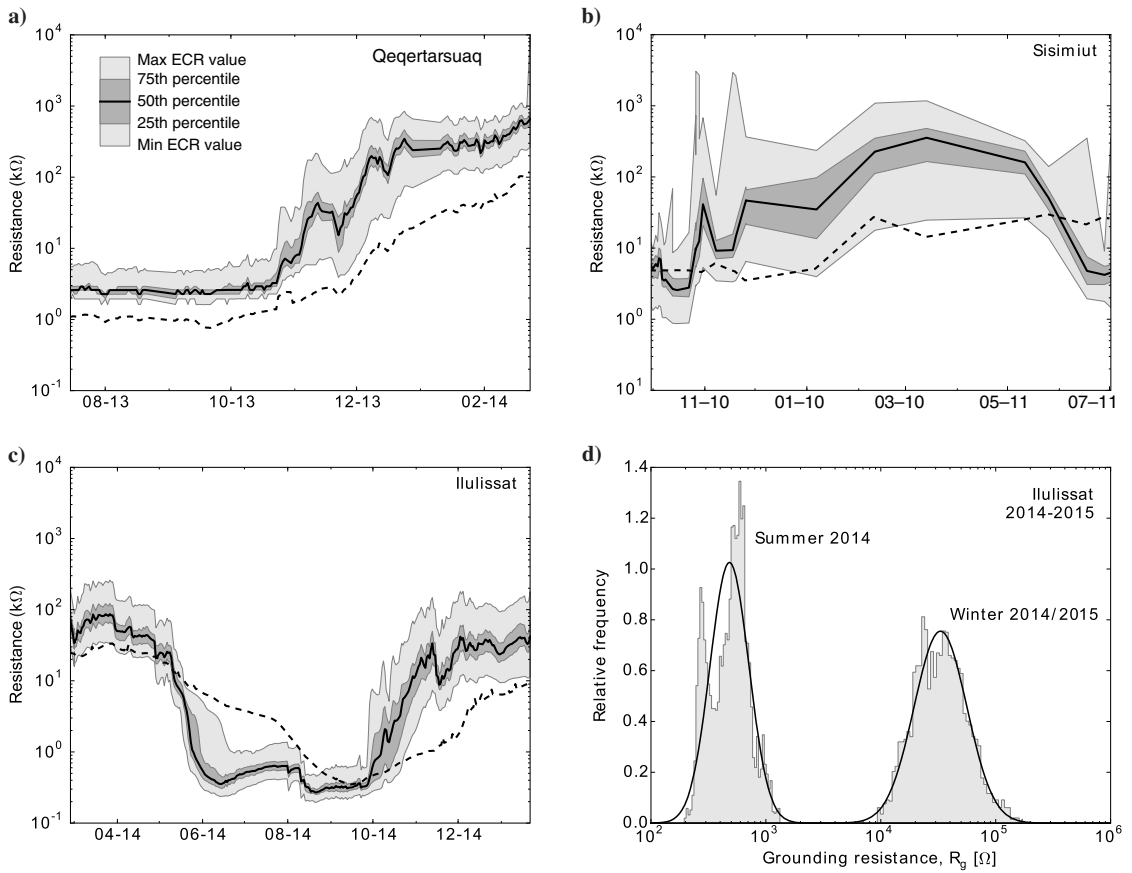 a)
10⁴
10³
10²
10¹
10⁰
10⁻¹
Resistance (kΩ)
Max ECR value
75th percentile
50th percentile
25th percentile
Min ECR value
Qeqertarsuaq
08-13
10-13
12-13
02-14
b)
10⁴
10³
10²
10¹
10⁰
10¹
Resistance (kΩ)
Sisimiut
11–10
01–10
03–10
05–11
07–11
c)
10⁴
10³
10²
10¹
10⁰
10⁻¹
Resistance (kΩ)
Ilulissat
04-14
06-14
08-14
10-14
12-14
d)
1.4
1.2
1.0
0.8
0.6
0.4
0.2
0.0
Relative frequency
Ilulissat
2014-2015
Summer 2014
Winter 2014/2015
10²
10³
10⁴
10⁵
10⁶
Grounding resistance, R_g [Ω]